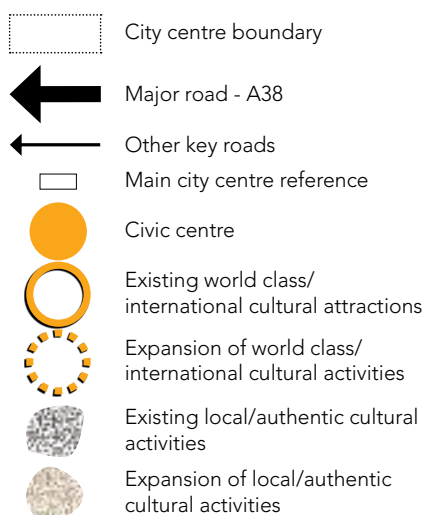 City centre boundary
Major road - A38
Other key roads
Main city centre reference
Civic centre
Existing world class/
international cultural attractions
Expansion of world class/
international cultural activities
Existing local/authentic cultural
activities
Expansion of local/authentic
cultural activities